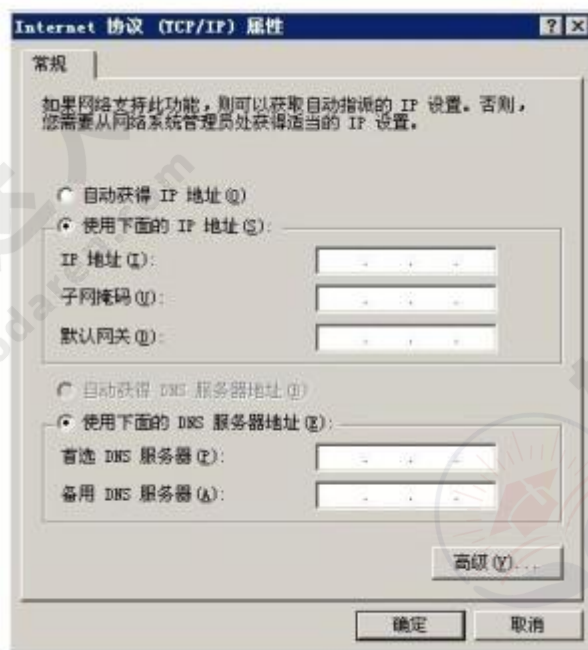 Internet 协议 (TCP/IP) 属性
常规
如果网络支持此功能,则可以获取自动指派的 IP 设置。否则,
您需要从网络系统管理员处获得适当的 IP 设置。
自动获得 IP 地址(O)
使用下面的 IP 地址(S):
IP 地址(I):
子网掩码(U):
默认网关(D):
自动获得 DNS 服务器地址(B)
使用下面的 DNS 服务器地址(E):
首选 DNS 服务器(P):
备用 DNS 服务器(A):
高级(V)...
确定
取消